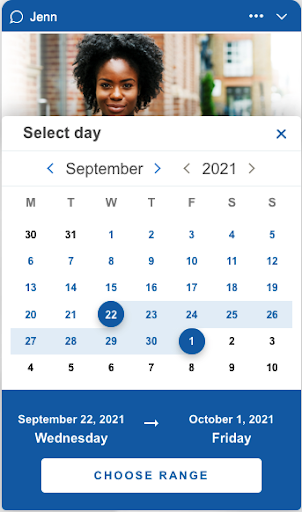 Jenn
Select day
September 2021
M T W T F S S
30 31 1 2 3 4 5
6 7 8 9 10 11 12
13 14 15 16 17 18 19
20 21 22 23 24 25 26
27 28 29 30 1 2 3
4 5 6 7 8 9 10
September 22, 2021 → October 1, 2021
Wednesday Friday
CHOOSE RANGE